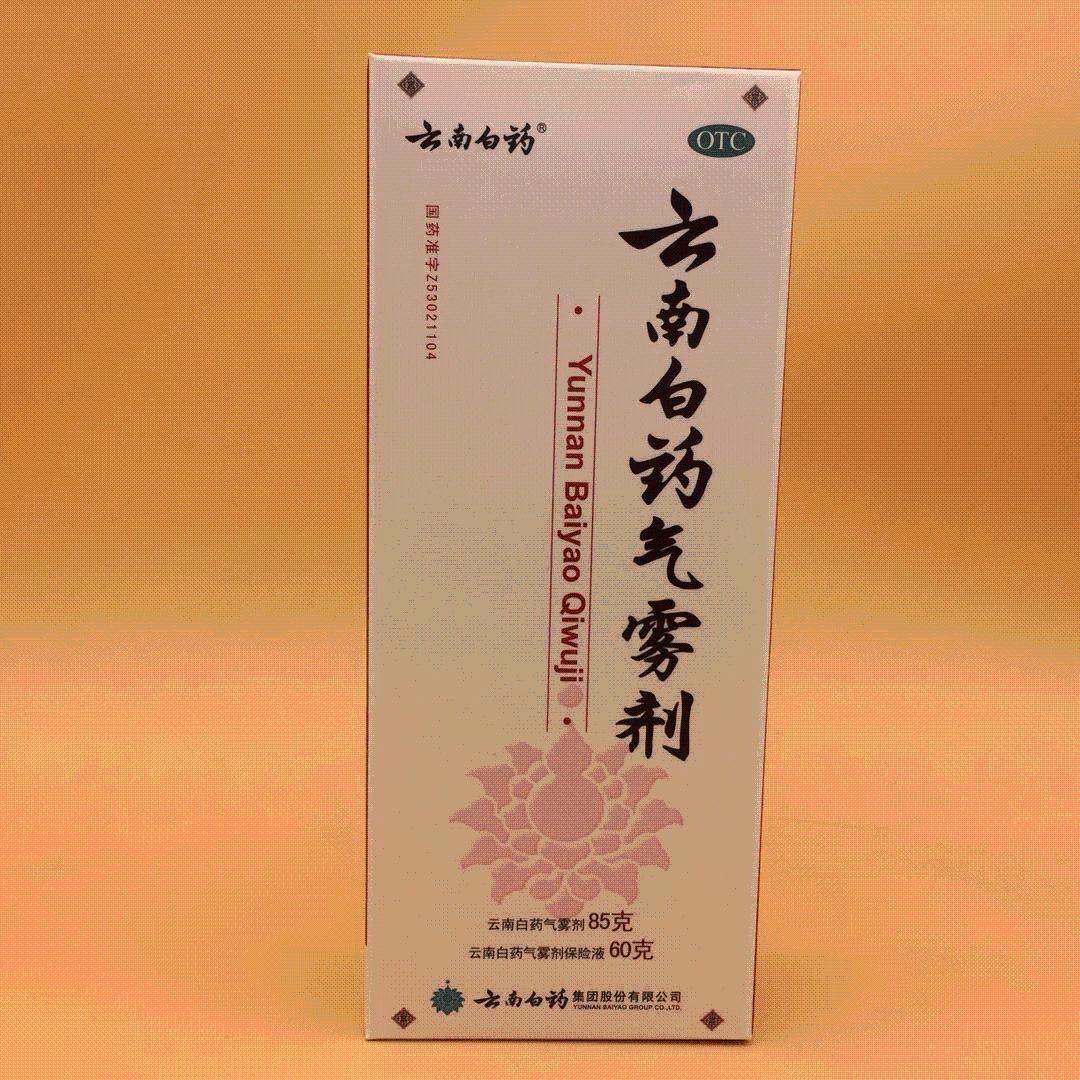 云南白药®
OTC
国药准字Z53021104
云南白药气雾剂
• Yunnan Baiyao Qiwuji •
云南白药气雾剂 85克
云南白药气雾剂保险液 60克
云南白药集团股份有限公司
YUNNAN BAIYAO GROUP CO.,LTD.